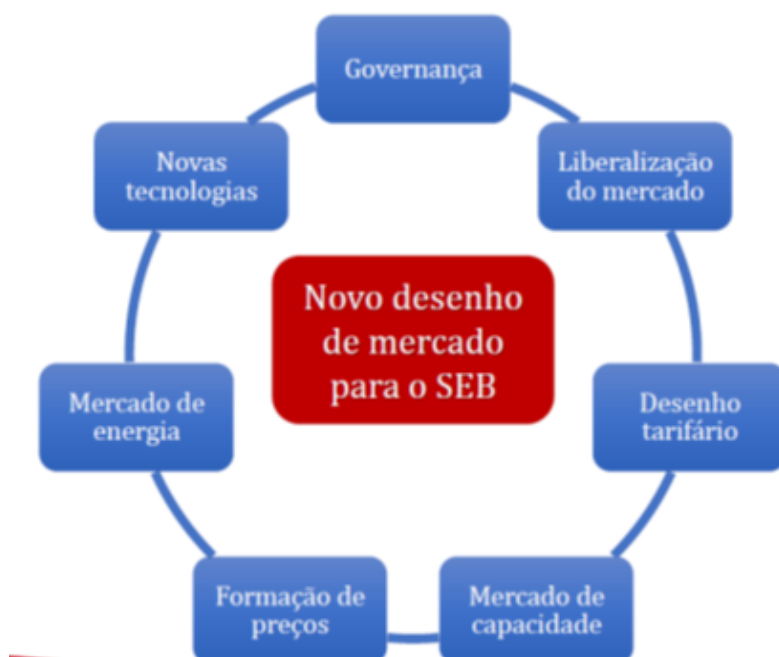 Governança
Liberalização
do mercado
Desenho
tarifário
Mercado de
capacidade
Formação de
preços
Mercado de
energia
Novas
tecnologias
Novo desenho
de mercado
para o SEB